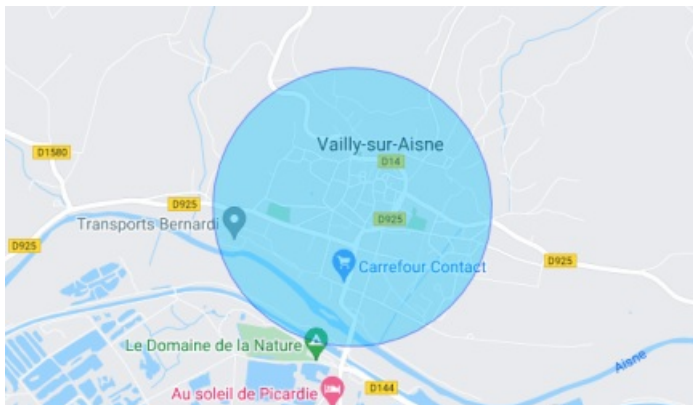 Vailly-sur-Aisne
D1580
D14
D925
Transports Bernardi
D925
D925
D925
Carrefour Contact
Le Domaine de la Nature
Aisne
Au soleil de Picardie
D144